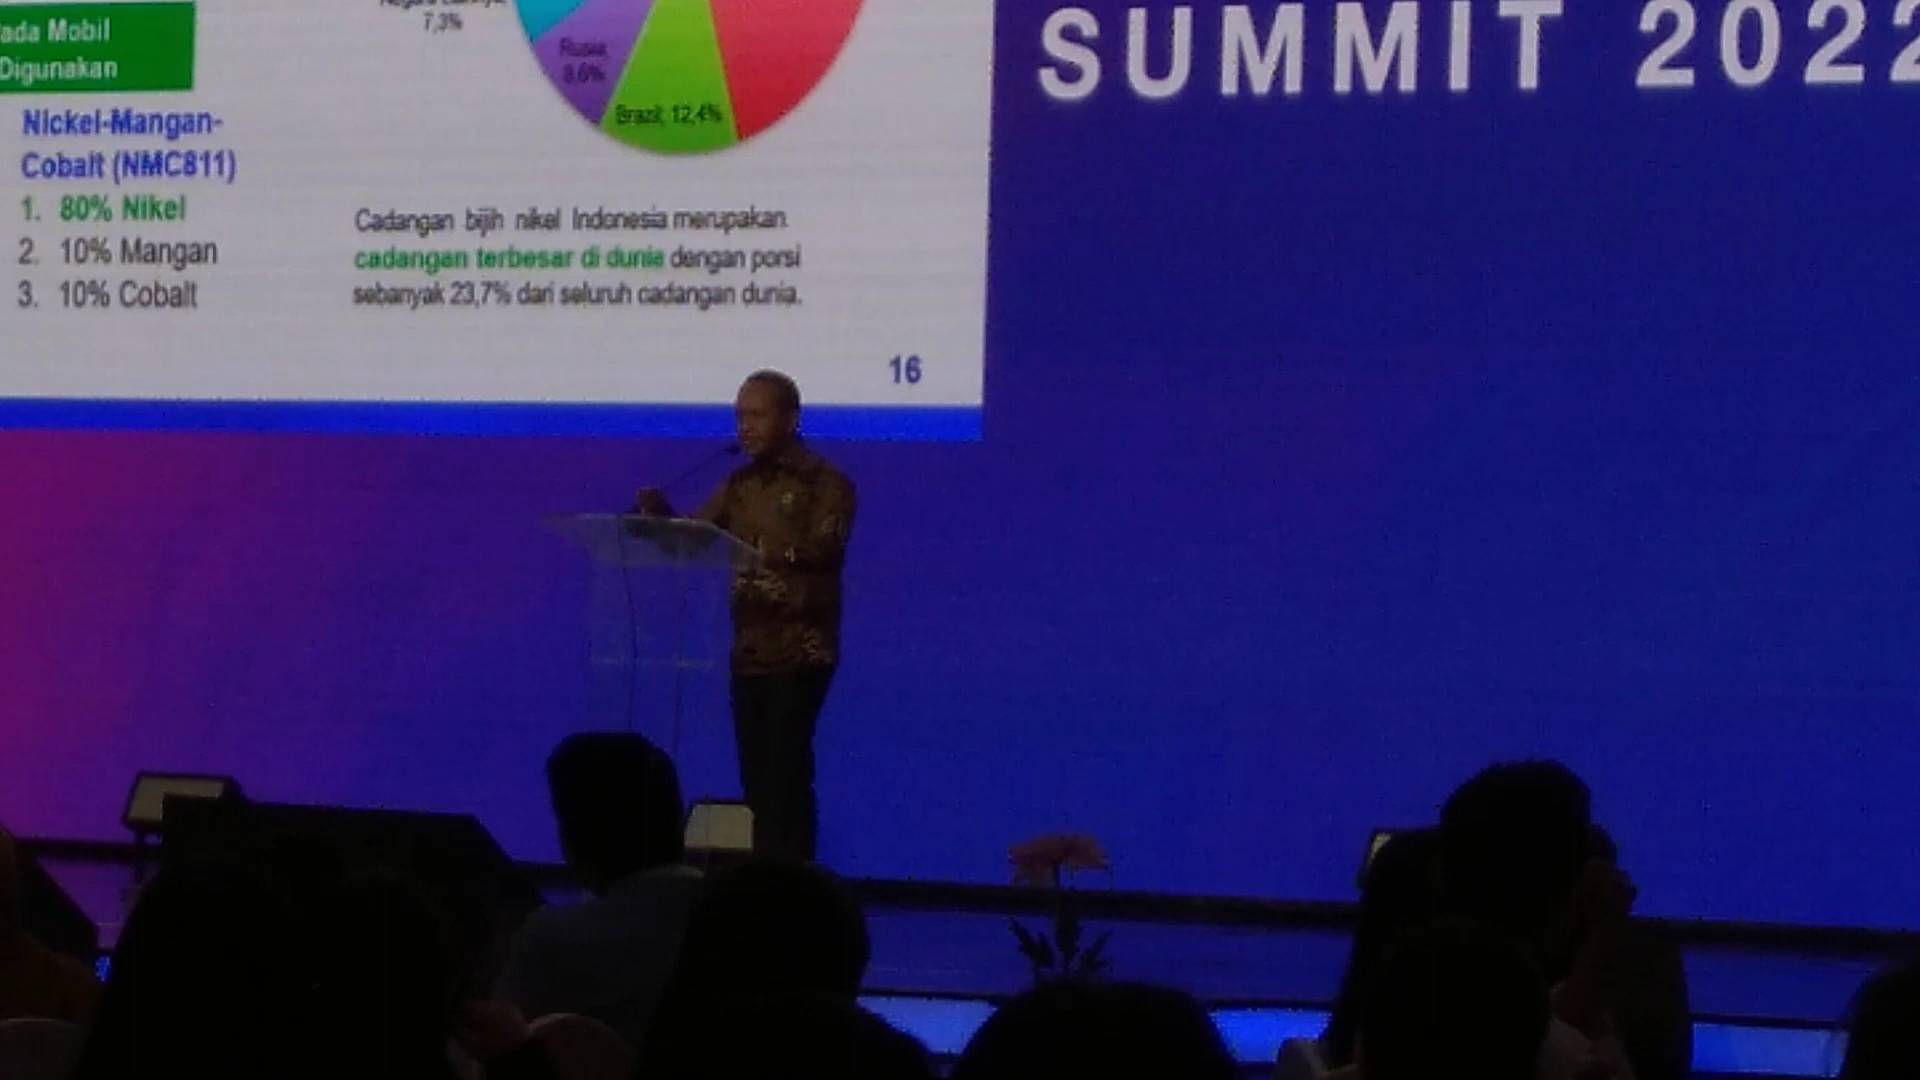 ada Mobil
Digunakan
Nickel-Mangan-
Cobalt (NMC811)
1. 80% Nikel
2. 10% Mangan
3. 10% Cobalt
7,3%
Rusia
8,6%
Brazil; 12,4%
Cadangan bijih nikel Indonesia merupakan
cadangan terbesar di dunia dengan porsi
sebanyak 23,7% dari seluruh cadangan dunia.
16
SUMMIT 2022